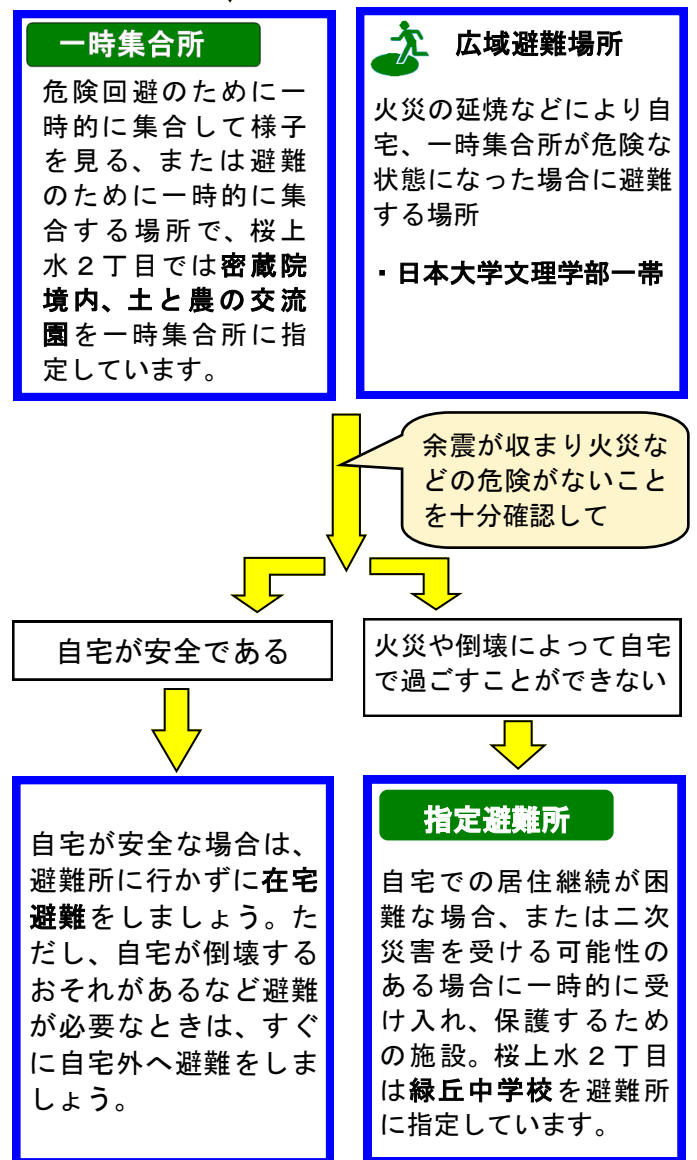 一時集合所
危険回避のために一
時的に集合して様子
を見る、または避難
のために一時的に集
合する場所で、桜上
水２丁目では密蔵院
境内、土と農の交流
園を一時集合所に指
定しています。
広域避難場所
火災の延焼などにより自
宅、一時集合所が危険な
状態になった場合に避難
する場所
・日本大学文理学部一帯
余震が収まり火災な
どの危険がないこと
を十分確認して
自宅が安全である
火災や倒壊によって自宅
で過ごすことができない
自宅が安全な場合は、
避難所に行かずに在宅
避難をしましょう。た
だし、自宅が倒壊する
おそれがあるなど避難
が必要なときは、すぐ
に自宅外へ避難をしま
しょう。
指定避難所
自宅での居住継続が困
難な場合、または二次
災害を受ける可能性の
ある場合に一時的に受
け入れ、保護するため
の施設。桜上水２丁目
は緑丘中学校を避難所
に指定しています。